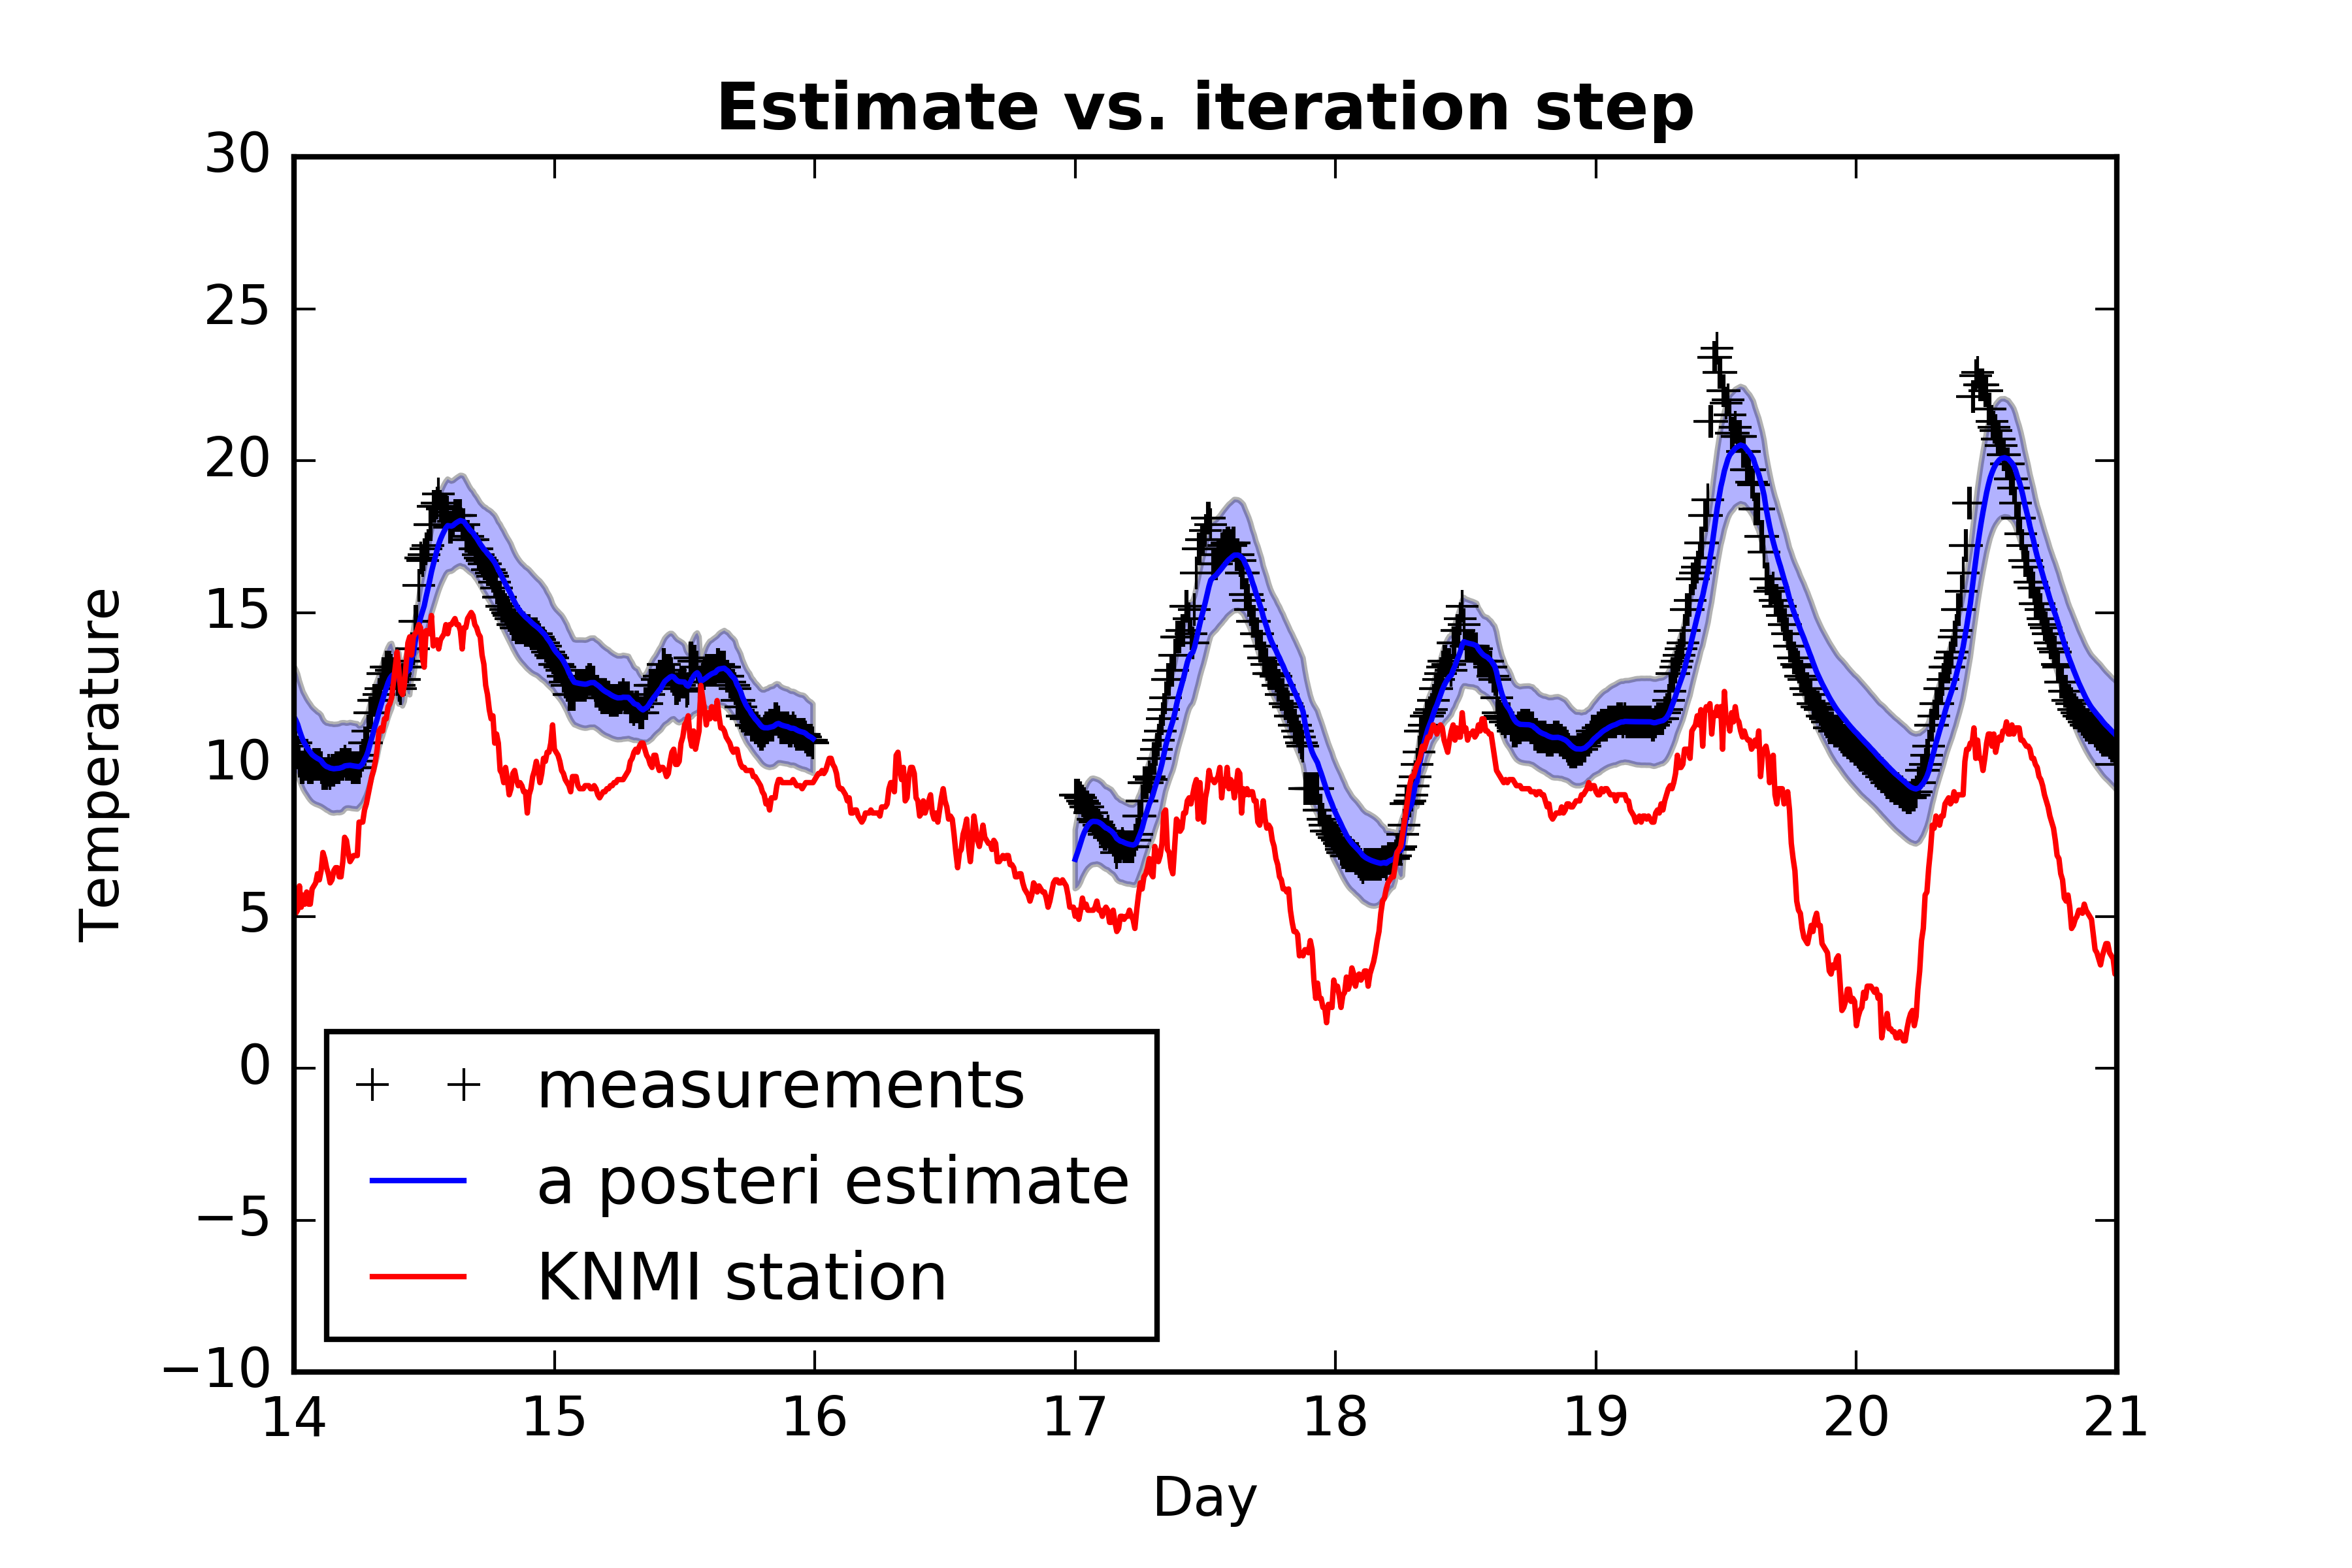 Estimate vs. iteration step
30
25
20
15
10
5
0
−5
−10
Temperature
measurements
a posteri estimate
KNMI station
14 15 16 17 18 19 20 21
Day